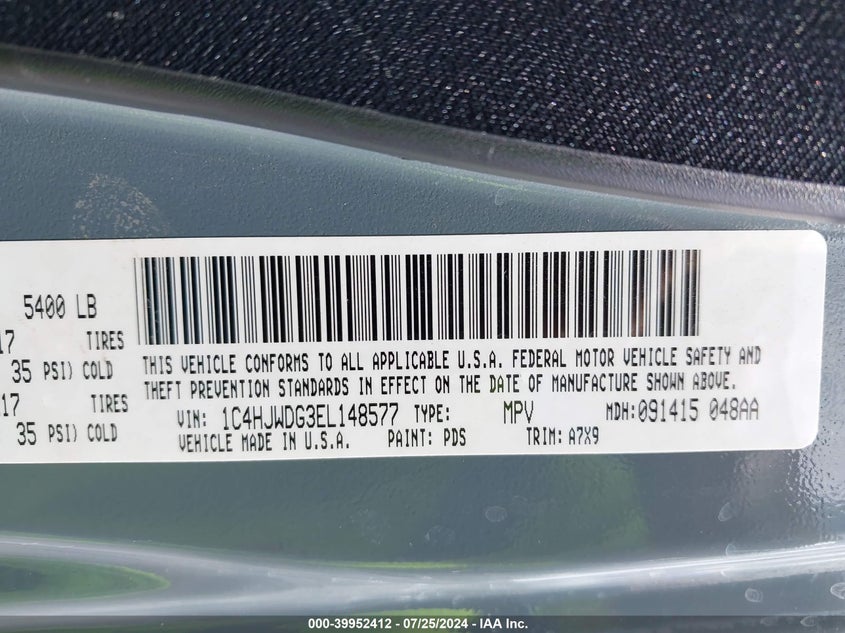 5400 LB
17 TIRES
35 PSI) COLD
17 TIRES
35 PSI) COLD
THIS VEHICLE CONFORMS TO ALL APPLICABLE U.S.A. FEDERAL MOTOR VEHICLE SAFETY AND
THEFT PREVENTION STANDARDS IN EFFECT ON THE DATE OF MANUFACTURE SHOWN ABOVE.
VIN: 1C4HJWDG3EL148577 TYPE: MPV MDH:091415 048AA
VEHICLE MADE IN U.S.A. PAINT: PDS TRIM: A7X9
000-39952412 - 07/25/2024 - IAA Inc.